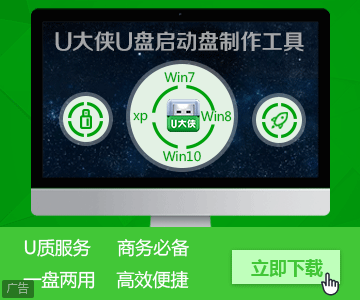 U大侠U盘启动盘制作工具
Win7
xp
U大侠
Win8
Win10
U质服务 商务必备
一盘两用 高效便捷
立即下载
广告